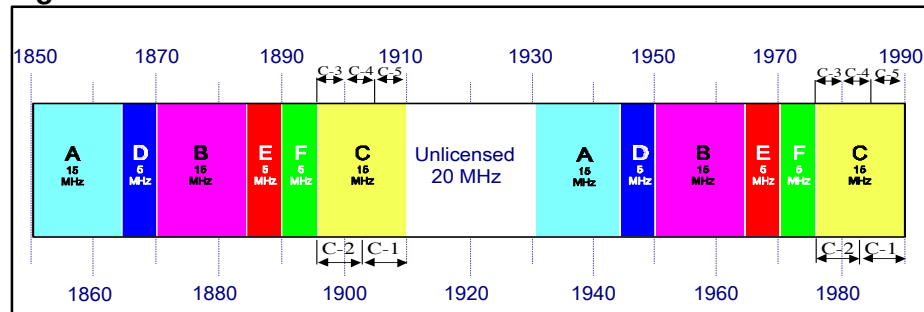 1850 1870 1890 1910 1930 1950 1970 1990
C-3 C-4 C-5 C-3 C-4 C-5
A D B E F C Unlicensed A D B E F C
15 5 15 5 5 15 20 MHz 15 5 15 5 5 15
MHz MHz MHz MHz MHz MHz MHz MHz MHz MHz MHz MHz
C-2 C-1 C-2 C-1
1860 1880 1900 1920 1940 1960 1980